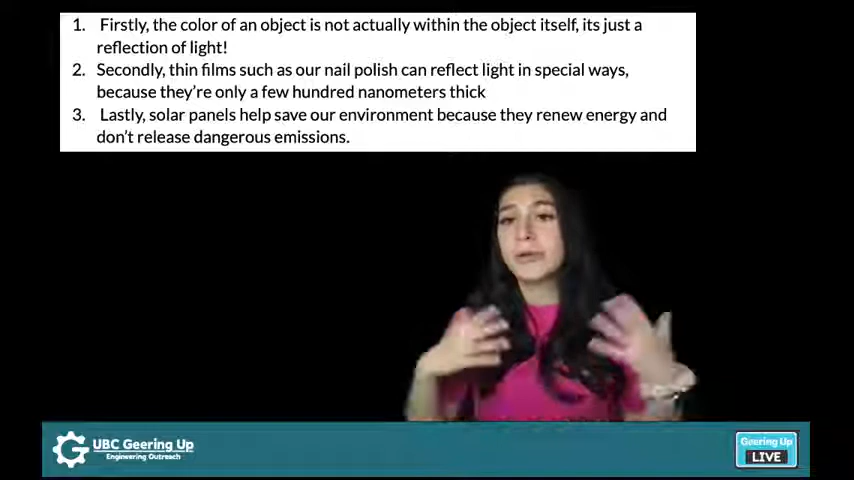 1. Firstly, the color of an object is not actually within the object itself, its just a
reflection of light!
2. Secondly, thin films such as our nail polish can reflect light in special ways,
because they're only a few hundred nanometers thick
3. Lastly, solar panels help save our environment because they renew energy and
don't release dangerous emissions.
UBC Geering Up
Engineering Outreach
Geering Up
LIVE